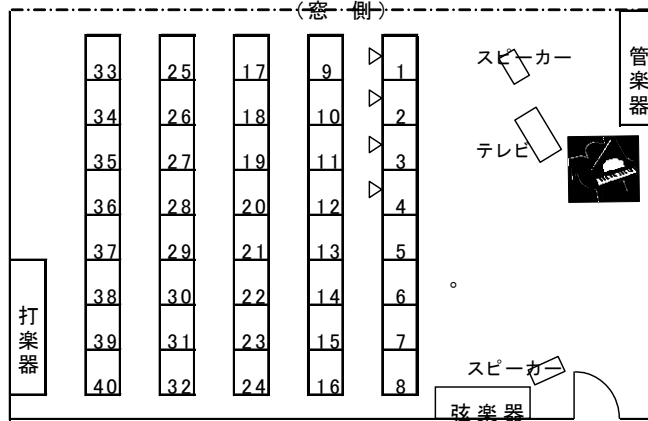 (窓 側)
スピーカー
管楽器
33 25 17 9 1
34 26 18 10 2
テレビ
35 27 19 11 3
36 28 20 12 4
37 29 21 13 5
38 30 22 14 6
。
打楽器
39 31 23 15 7
スピーカー
40 32 24 16 8
弦楽器